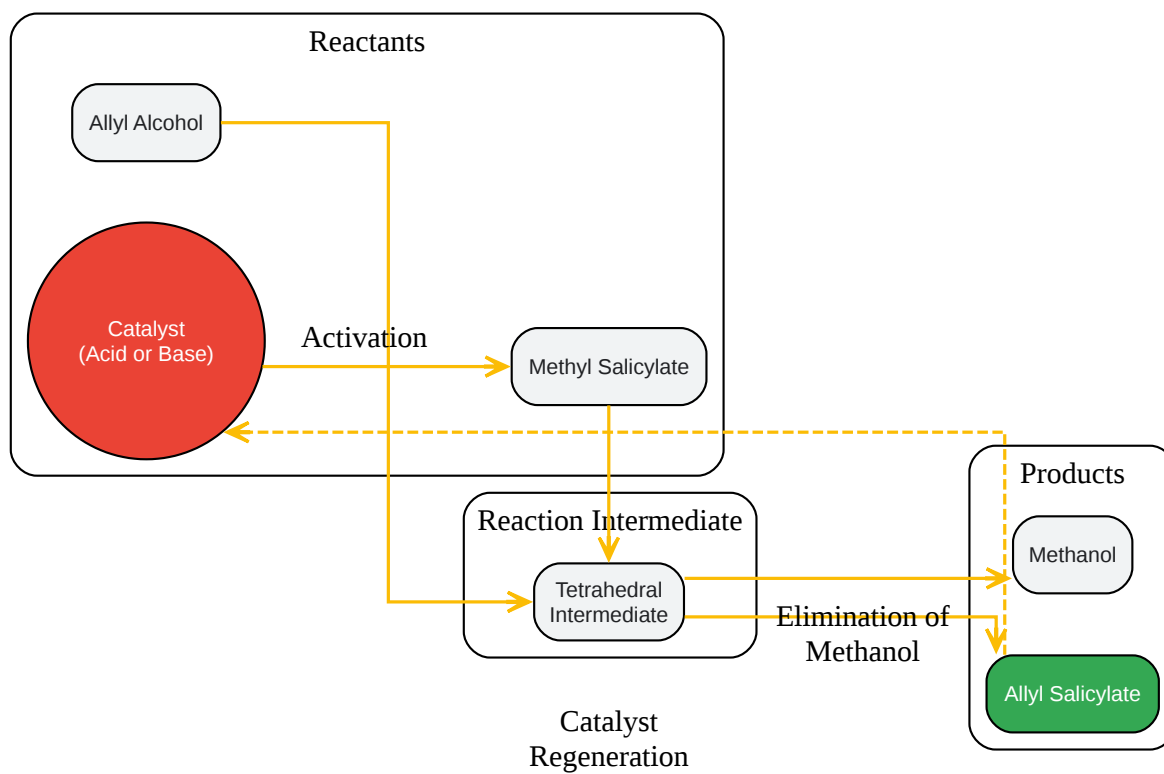 Reactants
Allyl Alcohol
Catalyst
(Acid or Base)
Activation
Methyl Salicylate
Reaction Intermediate
Tetrahedral
Intermediate
Products
Methanol
Elimination of
Methanol
Allyl Salicylate
Catalyst
Regeneration